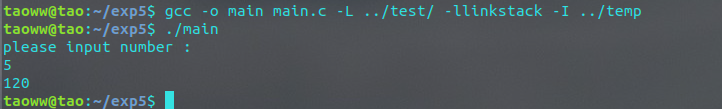 taoww@tao:~/exp5$ gcc -o main main.c -L ../test/ -llinkstack -I ../temp
taoww@tao:~/exp5$ ./main
please input number :
5
120
taoww@tao:~/exp5$